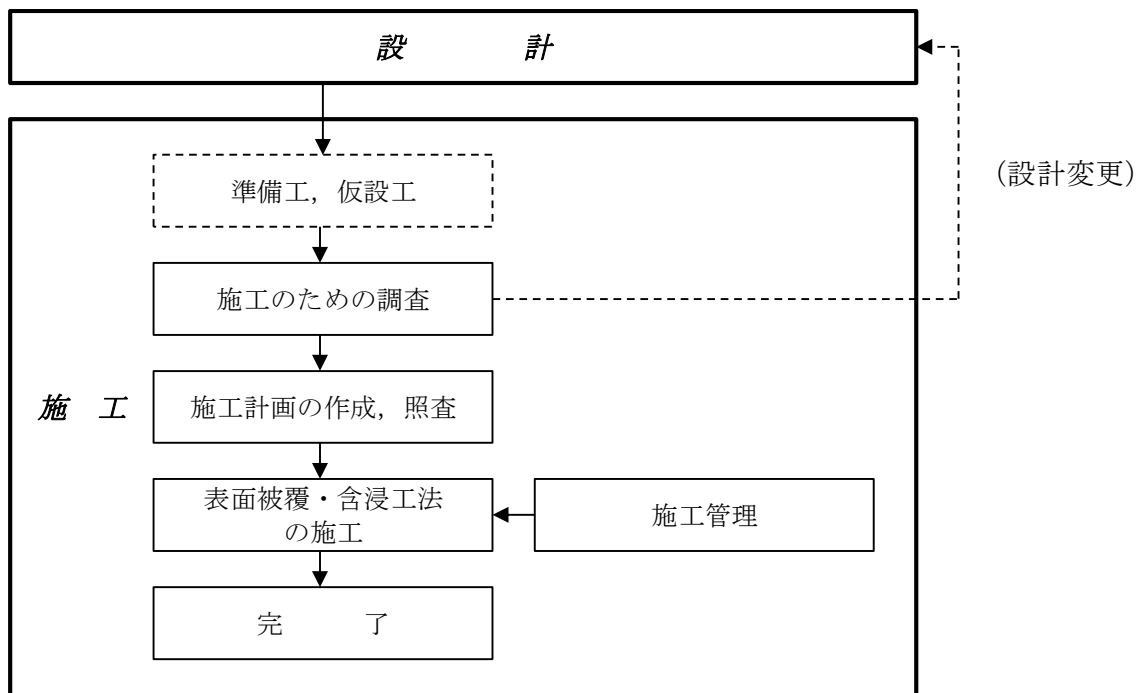 設 計
準備工，仮設工
(設計変更)
施工のための調査
施 工
施工計画の作成，照査
表面被覆・含浸工法
の施工
施工管理
完 了